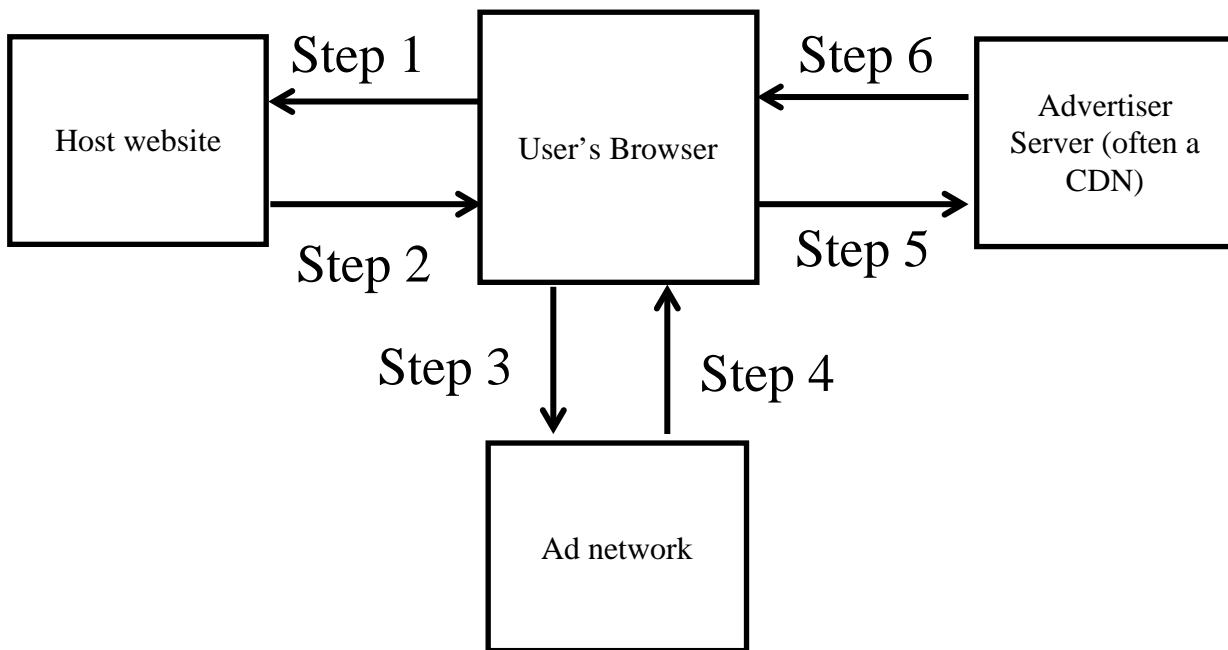 Step 1
Step 6
Host website
User’s Browser
Advertiser
Server (often a
CDN)
Step 2
Step 5
Step 3
Step 4
Ad network